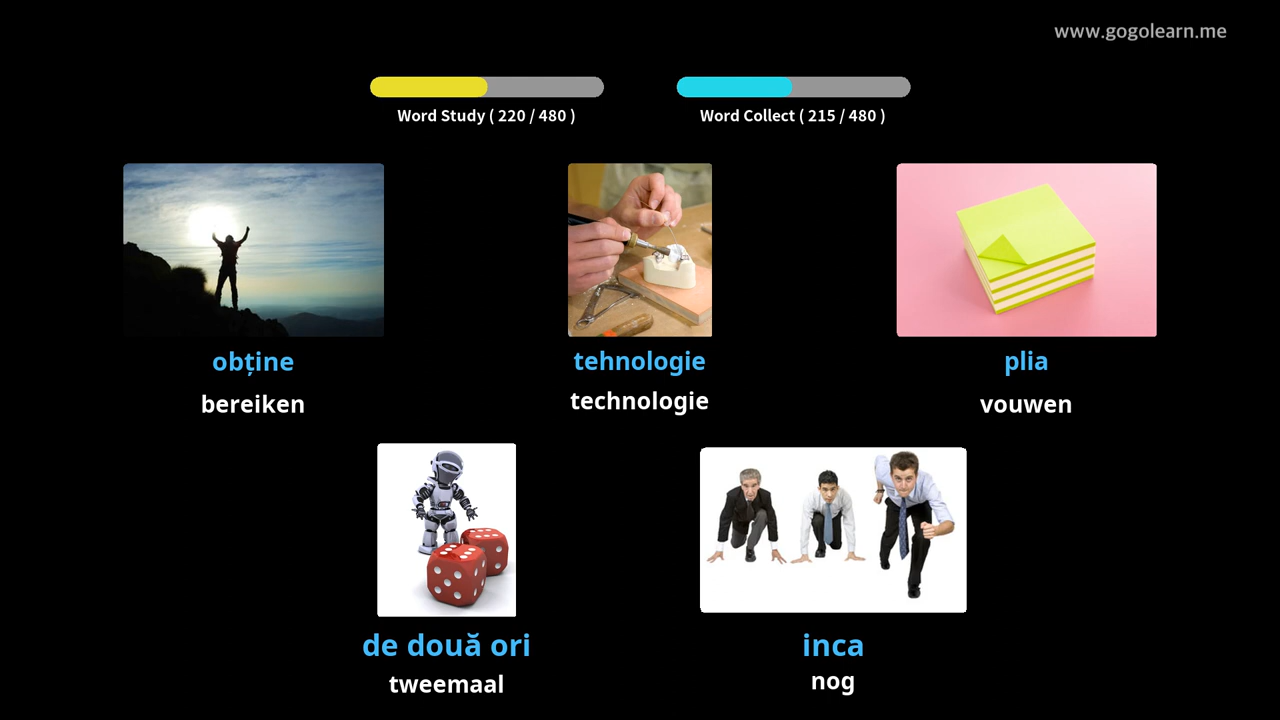 www.gogolearn.me
Word Study ( 220 / 480 )
Word Collect ( 215 / 480 )
obține
tehnologie
plia
bereiken
technologie
vouwen
de două ori
inca
tweemaal
nog